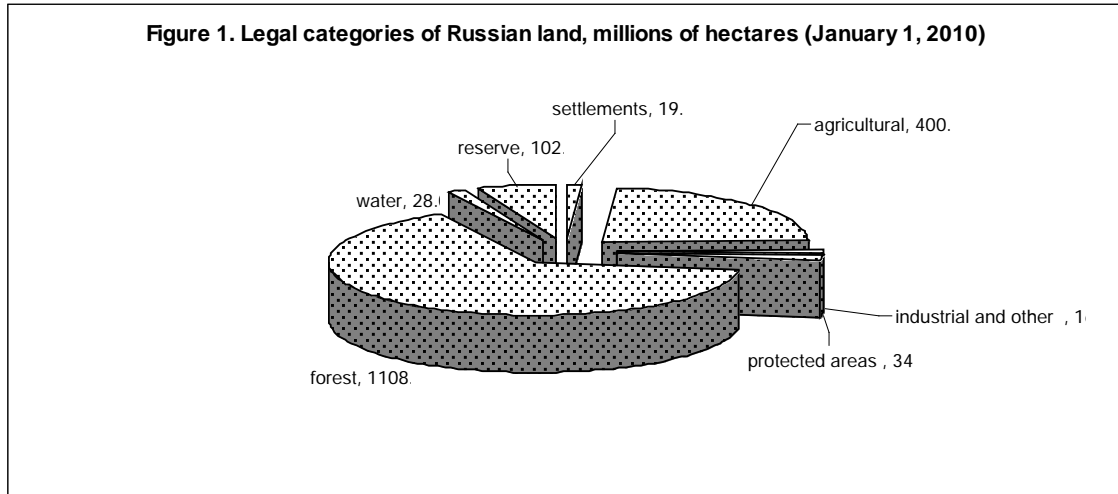 Figure 1. Legal categories of Russian land, millions of hectares (January 1, 2010)
settlements, 19.
agricultural, 400.
reserve, 102.
water, 28.
industrial and other , 1
protected areas , 34
forest, 1108.